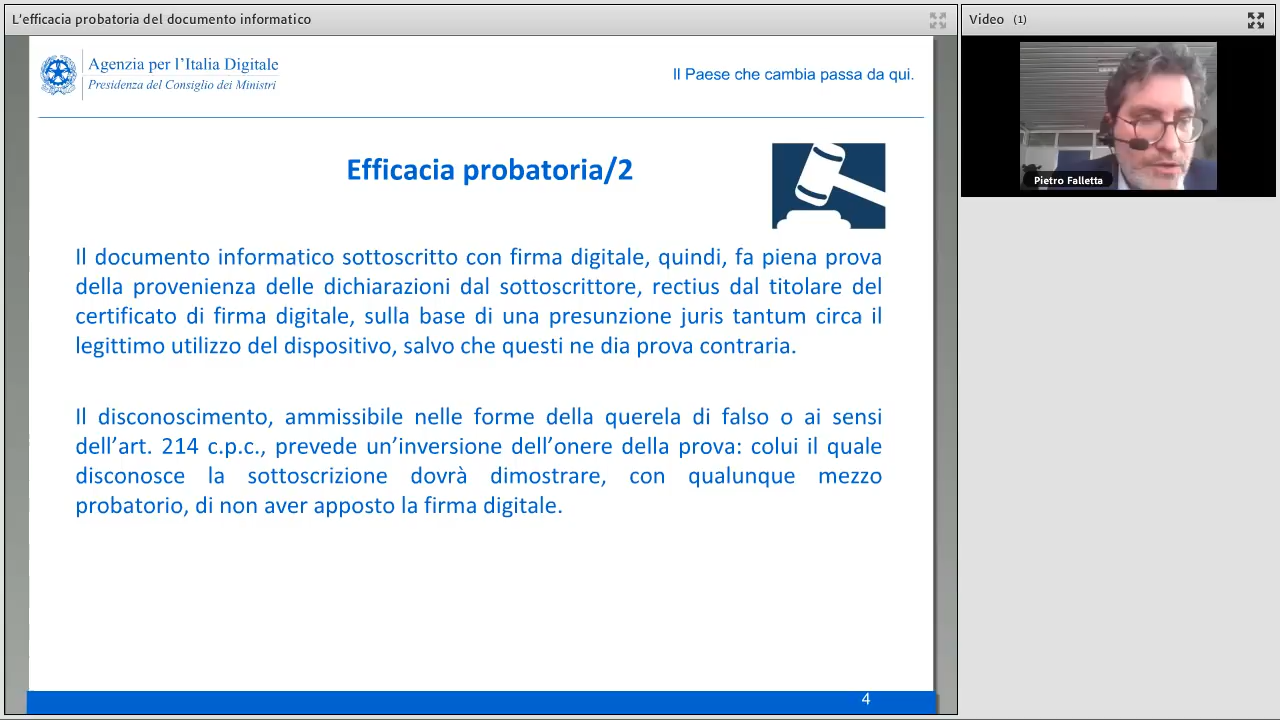 L'efficacia probatoria del documento informatico
Video (1)
Agenzia per l'Italia Digitale
Presidenza del Consiglio dei Ministri
Il Paese che cambia passa da qui.
Pietro Falletta
Efficacia probatoria/2
Il documento informatico sottoscritto con firma digitale, quindi, fa piena prova
della provenienza delle dichiarazioni dal sottoscrittore, rectius dal titolare del
certificato di firma digitale, sulla base di una presunzione juris tantum circa il
legittimo utilizzo del dispositivo, salvo che questi ne dia prova contraria.
Il disconoscimento, ammissibile nelle forme della querela di falso o ai sensi
dell'art. 214 c.p.c., prevede un'inversione dell'onere della prova: colui il quale
disconosce la sottoscrizione dovrà dimostrare, con qualunque mezzo
probatorio, di non aver apposto la firma digitale.
4